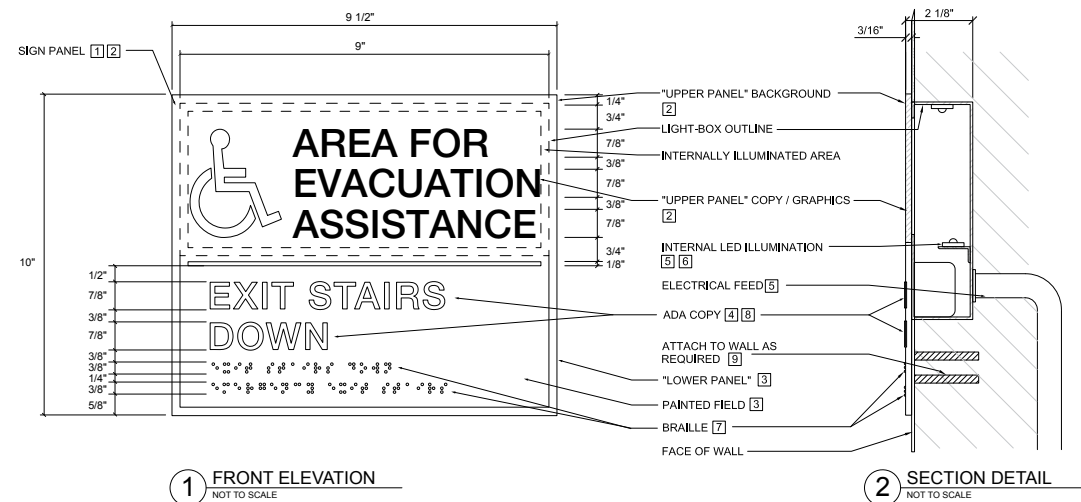 9 1/2"
9"
SIGN PANEL 1 2
10"
AREA FOR
EVACUATION
ASSISTANCE
EXIT STAIRS
DOWN
1/4"
3/4"
7/8"
3/8"
7/8"
3/8"
7/8"
3/4"
1/8"
1/2"
7/8"
3/8"
7/8"
3/8"
3/8"
1/4"
3/8"
5/8"
"UPPER PANEL" BACKGROUND
2
LIGHT-BOX OUTLINE
INTERNALLY ILLUMINATED AREA
"UPPER PANEL" COPY / GRAPHICS
2
INTERNAL LED ILLUMINATION
5 6
ELECTRICAL FEED 5
ADA COPY 4 8
ATTACH TO WALL AS
REQUIRED 9
"LOWER PANEL" 3
PAINTED FIELD 3
BRAILLE 7
FACE OF WALL
2 1/8"
3/16"
1 FRONT ELEVATION
NOT TO SCALE
2 SECTION DETAIL
NOT TO SCALE